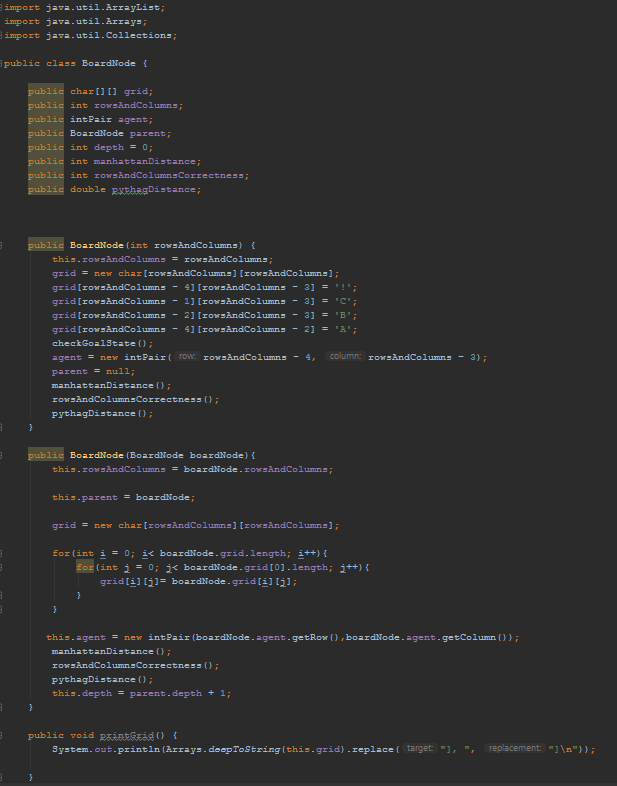 import java.util.ArrayList;
import java.util.Arrays;
import java.util.Collections;
public class BoardNode {
public char[][] grid;
public int rowsAndColumns;
public intPair agent;
public BoardNode parent;
public int depth = 0;
public int manhattanDistance;
public int rowsAndColumnsCorrectness;
public double pythagDistance;
public BoardNode(int rowsAndColumns) {
this.rowsAndColumns = rowsAndColumns;
grid = new char[rowsAndColumns][rowsAndColumns];
grid[rowsAndColumns - 4][rowsAndColumns - 3] = '!';
grid[rowsAndColumns - 1][rowsAndColumns - 3] = 'C';
grid[rowsAndColumns - 2][rowsAndColumns - 3] = 'B';
grid[rowsAndColumns - 4][rowsAndColumns - 2] = 'A';
checkGoalState();
agent = new intPair( row: rowsAndColumns - 4, column: rowsAndColumns - 3);
parent = null;
manhattanDistance();
rowsAndColumnsCorrectness();
pythagDistance();
}
public BoardNode(BoardNode boardNode){
this.rowsAndColumns = boardNode.rowsAndColumns;
this.parent = boardNode;
grid = new char[rowsAndColumns][rowsAndColumns];
for(int i = 0; i< boardNode.grid.length; i++){
for(int j = 0; j< boardNode.grid[0].length; j++){
grid[i][j]= boardNode.grid[i][j];
}
}
this.agent = new intPair(boardNode.agent.getRow(),boardNode.agent.getColumn());
manhattanDistance();
rowsAndColumnsCorrectness();
pythagDistance();
this.depth = parent.depth + 1;
}
public void printGrid() {
System.out.println(Arrays.deepToString(this.grid).replace( target: "], ", replacement: "]\n"));
}